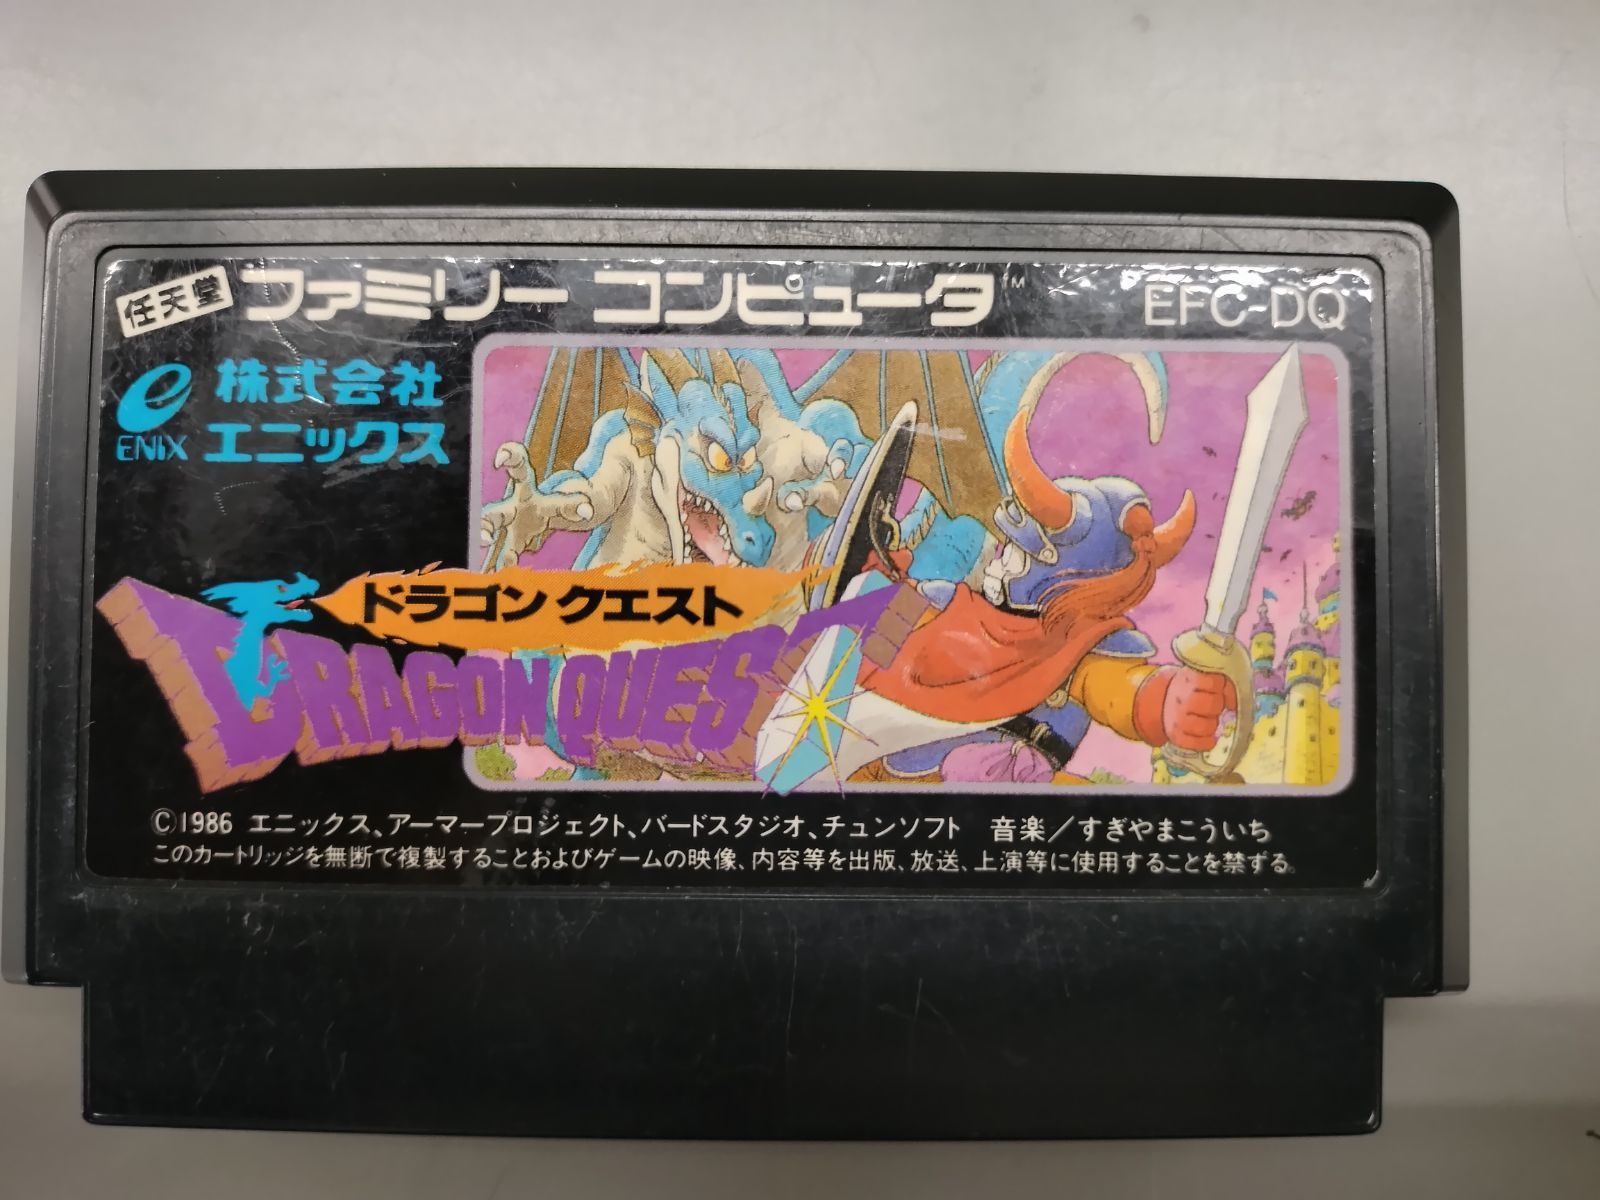 任天堂 ファミリー コンピュータ™ EFC-DQ
e 株式会社
ENIX エニックス
ドラゴンクエスト
DRAGON QUEST
©1986 エニックス、アーマープロジェクト、バードスタジオ、チュンソフト 音楽／すぎやまこういち
このカートリッジを無断で複製することおよびゲームの映像、内容等を出版、放送、上演等に使用することを禁ずる。